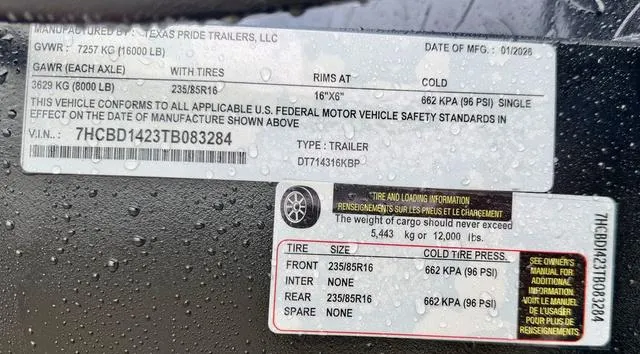 MANUFACTURED BY: TEXAS PRIDE TRAILERS, LLC
GVWR: 7257 KG (16000 LB) DATE OF MFG.: 01/2026
GAWR (EACH AXLE) WITH TIRES RIMS AT COLD
3629 KG (8000 LB) 235/85R16 16"X6" 662 KPA (96 PSI) SINGLE
THIS VEHICLE CONFORMS TO ALL APPLICABLE U.S. FEDERAL MOTOR VEHICLE SAFETY STANDARDS IN
EFFECT ON THE DATE OF MANUFACTURE SHOWN ABOVE
V.I.N.: 7HCBD1423TB083284 TYPE: TRAILER
DT714316KBP
TIRE AND LOADING INFORMATION
RENSEIGNEMENTS SUR LES PNEUS ET LE CHARGEMENT
The weight of cargo should never exceed
5,443 kg or 12,000 lbs.
TIRE SIZE COLD TIRE PRESS.
FRONT 235/85R16 662 KPA (96 PSI)
INTER NONE
REAR 235/85R16 662 KPA (96 PSI)
SPARE NONE
SEE OWNER'S
MANUAL FOR
ADDITIONAL
INFORMATION
VOIR LE MANUEL
DE L'USAGER
POUR PLUS DE
RENSEIGNEMENTS
7HCBD1423TB083284